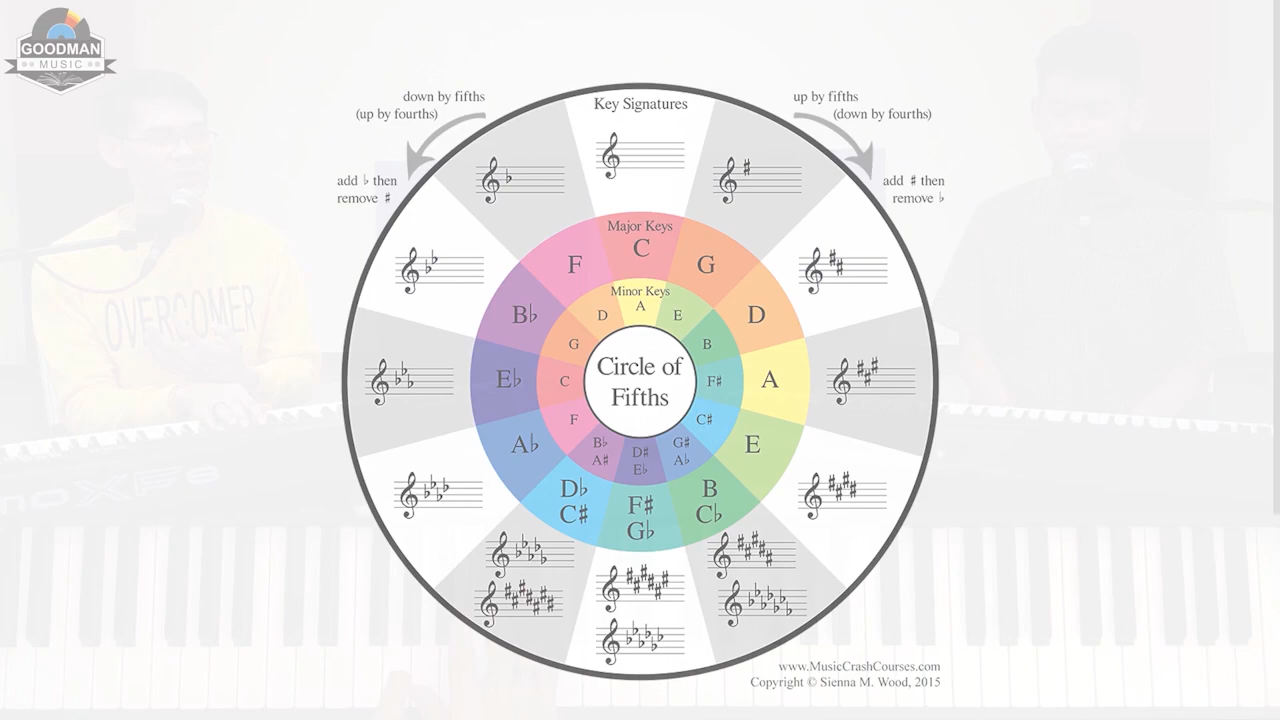 GOODMAN
MUSIC
down by fifths
(up by fourths)
add ♭ then
remove ♯
up by fifths
(down by fourths)
add ♯ then
remove ♭
Key Signatures
Major Keys
C
G
D
A
E
B
C♭
F♯
G♭
D♭
C♯
A♭
E♭
B♭
F
Minor Keys
A
E
B
F♯
C♯
G♯
A♭
D♯
E♭
B♭
A♯
F
C
G
D
Circle of
Fifths
OVERCOMER
www.MusicCrashCourses.com
Copyright © Sienna M. Wood, 2015